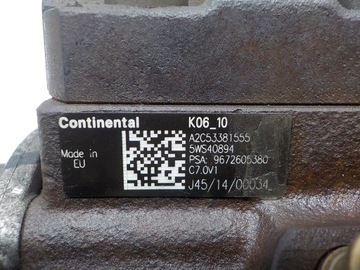 Continental K06_10
A2C53381555
5WS40894
Made in
EU
PSA: 9672605380
C7.0V1
J45/14/00034